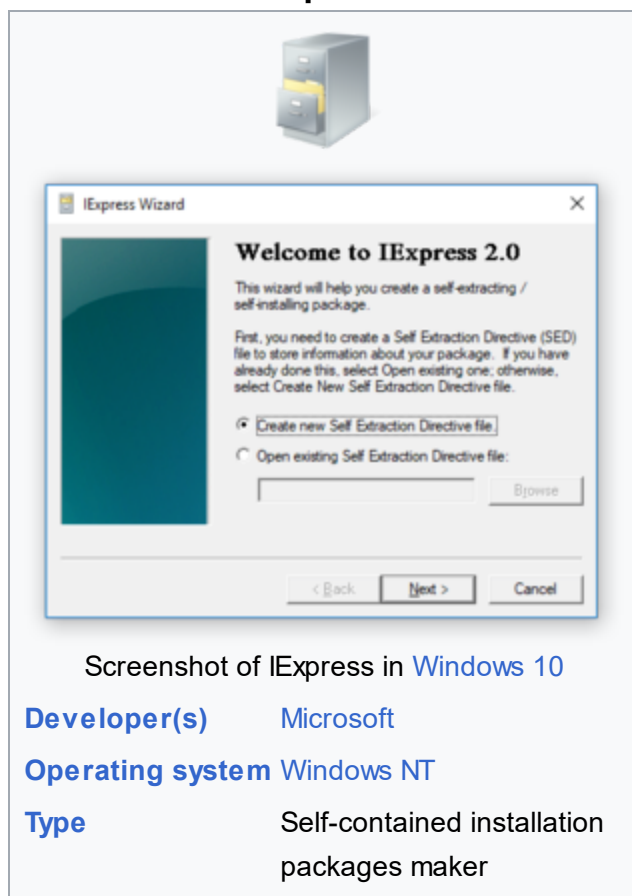 IExpress Wizard
Welcome to IExpress 2.0
This wizard will help you create a self-extracting /
self-installing package.
First, you need to create a Self Extraction Directive (SED)
file to store information about your package. If you have
already done this, select Open existing one; otherwise,
select Create New Self Extraction Directive file.
Create new Self Extraction Directive file.
Open existing Self Extraction Directive file:
Browse
< Back Next > Cancel
Screenshot of IExpress in Windows 10
Developer(s) Microsoft
Operating system Windows NT
Type Self-contained installation
packages maker